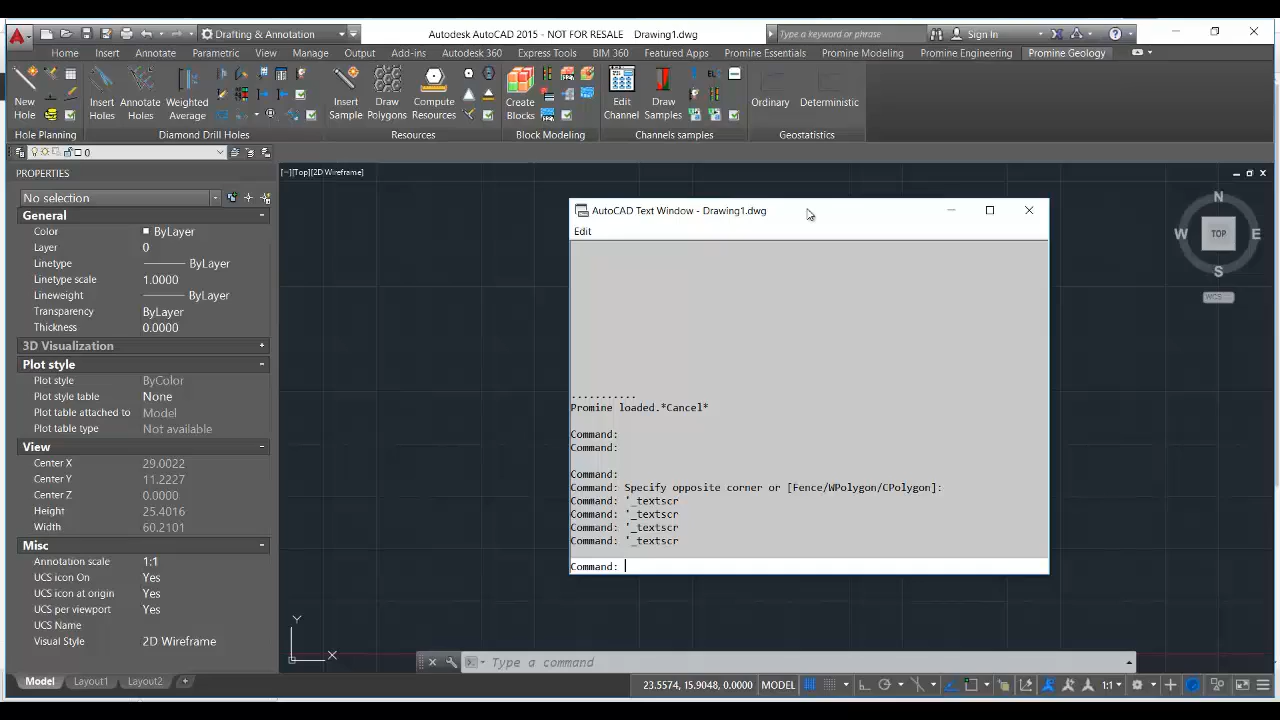 Drafting & Annotation
Autodesk AutoCAD 2015 - NOT FOR RESALE Drawing1.dwg
Type a keyword or phrase
Sign In
Home Insert Annotate Parametric View Manage Output Add-ins Autodesk 360 Express Tools BIM 360 Featured Apps Promine Essentials Promine Modeling Promine Engineering Promine Geology
New Hole
Insert Holes
Annotate Holes
Weighted Average
Insert Sample
Draw Polygons
Compute Resources
Create Blocks
Edit Channel
Draw Samples
Ordinary
Deterministic
Hole Planning
Diamond Drill Holes
Resources
Block Modeling
Channels samples
Geostatistics
0
PROPERTIES
No selection
General
Color ByLayer
Layer 0
Linetype ByLayer
Linetype scale 1.0000
Lineweight ByLayer
Transparency ByLayer
Thickness 0.0000
3D Visualization
Plot style
Plot style ByColor
Plot style table None
Plot table attached to Model
Plot table type Not available
View
Center X 29.0022
Center Y 11.2227
Center Z 0.0000
Height 25.4016
Width 60.2101
Misc
Annotation scale 1:1
UCS icon On Yes
UCS icon at origin Yes
UCS per viewport Yes
UCS Name
Visual Style 2D Wireframe
[−][Top][2D Wireframe]
N
W TOP E
S
WCS
AutoCAD Text Window - Drawing1.dwg
Edit
...........
Promine loaded.*Cancel*
Command:
Command:
Command:
Command: Specify opposite corner or [Fence/WPolygon/CPolygon]:
Command: '_textscr
Command: '_textscr
Command: '_textscr
Command: '_textscr
Command:
Y
X
Type a command
Model Layout1 Layout2 +
23.5574, 15.9048, 0.0000 MODEL 1:1